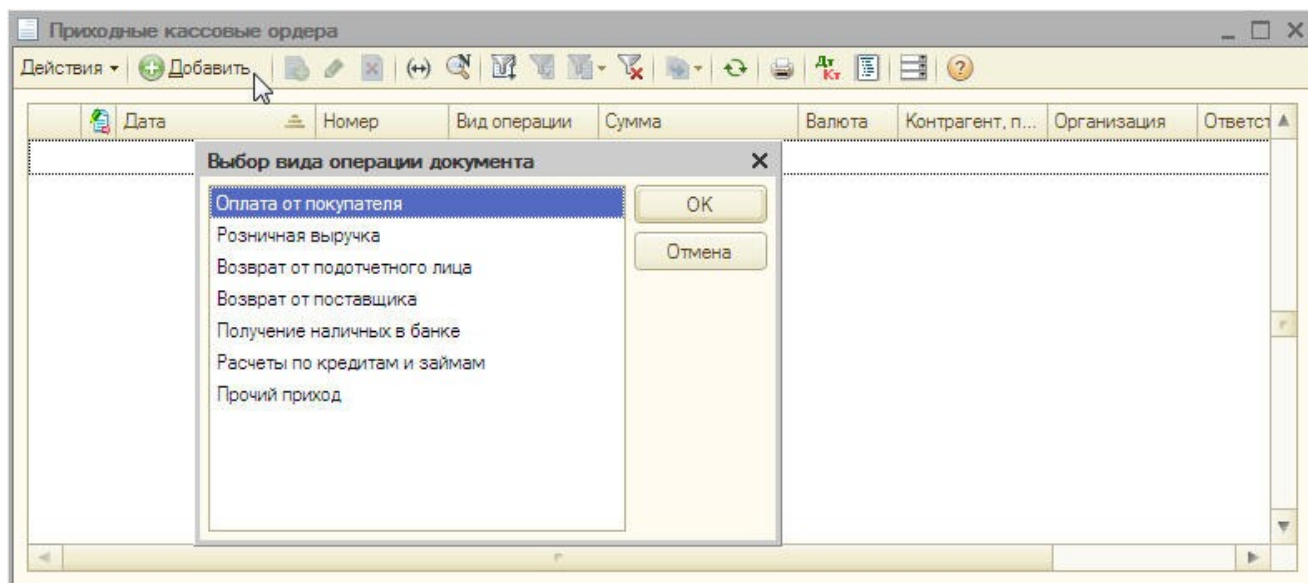 Приходные кассовые ордера
Действия Добавить Дт Кт
Дата Номер Вид операции Сумма Валюта Контрагент, п... Организация Ответст
Выбор вида операции документа
Оплата от покупателя OK
Розничная выручка
Отмена
Возврат от подотчетного лица
Возврат от поставщика
Получение наличных в банке
Расчеты по кредитам и займам
Прочий приход